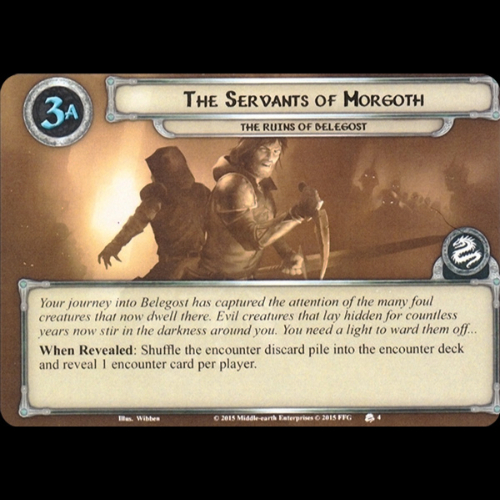 3A
The Servants of Morgoth
The Ruins of Belegost
Your journey into Belegost has captured the attention of the many foul
creatures that now dwell there. Evil creatures that lay hidden for countless
years now stir in the darkness around you. You need a light to ward them off...
When Revealed: Shuffle the encounter discard pile into the encounter deck
and reveal 1 encounter card per player.
Illus. Wibben © 2015 Middle-earth Enterprises © 2015 FFG 4